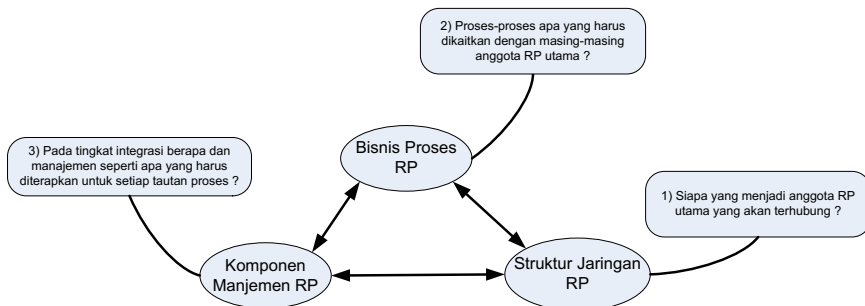 2) Proses-proses apa yang harus
dikaitkan dengan masing-masing
anggota RP utama ?
3) Pada tingkat integrasi berapa dan
manajemen seperti apa yang harus
diterapkan untuk setiap tautan proses ?
Bisnis Proses
RP
1) Siapa yang menjadi anggota RP
utama yang akan terhubung ?
Komponen
Manjemen RP
Struktur Jaringan
RP